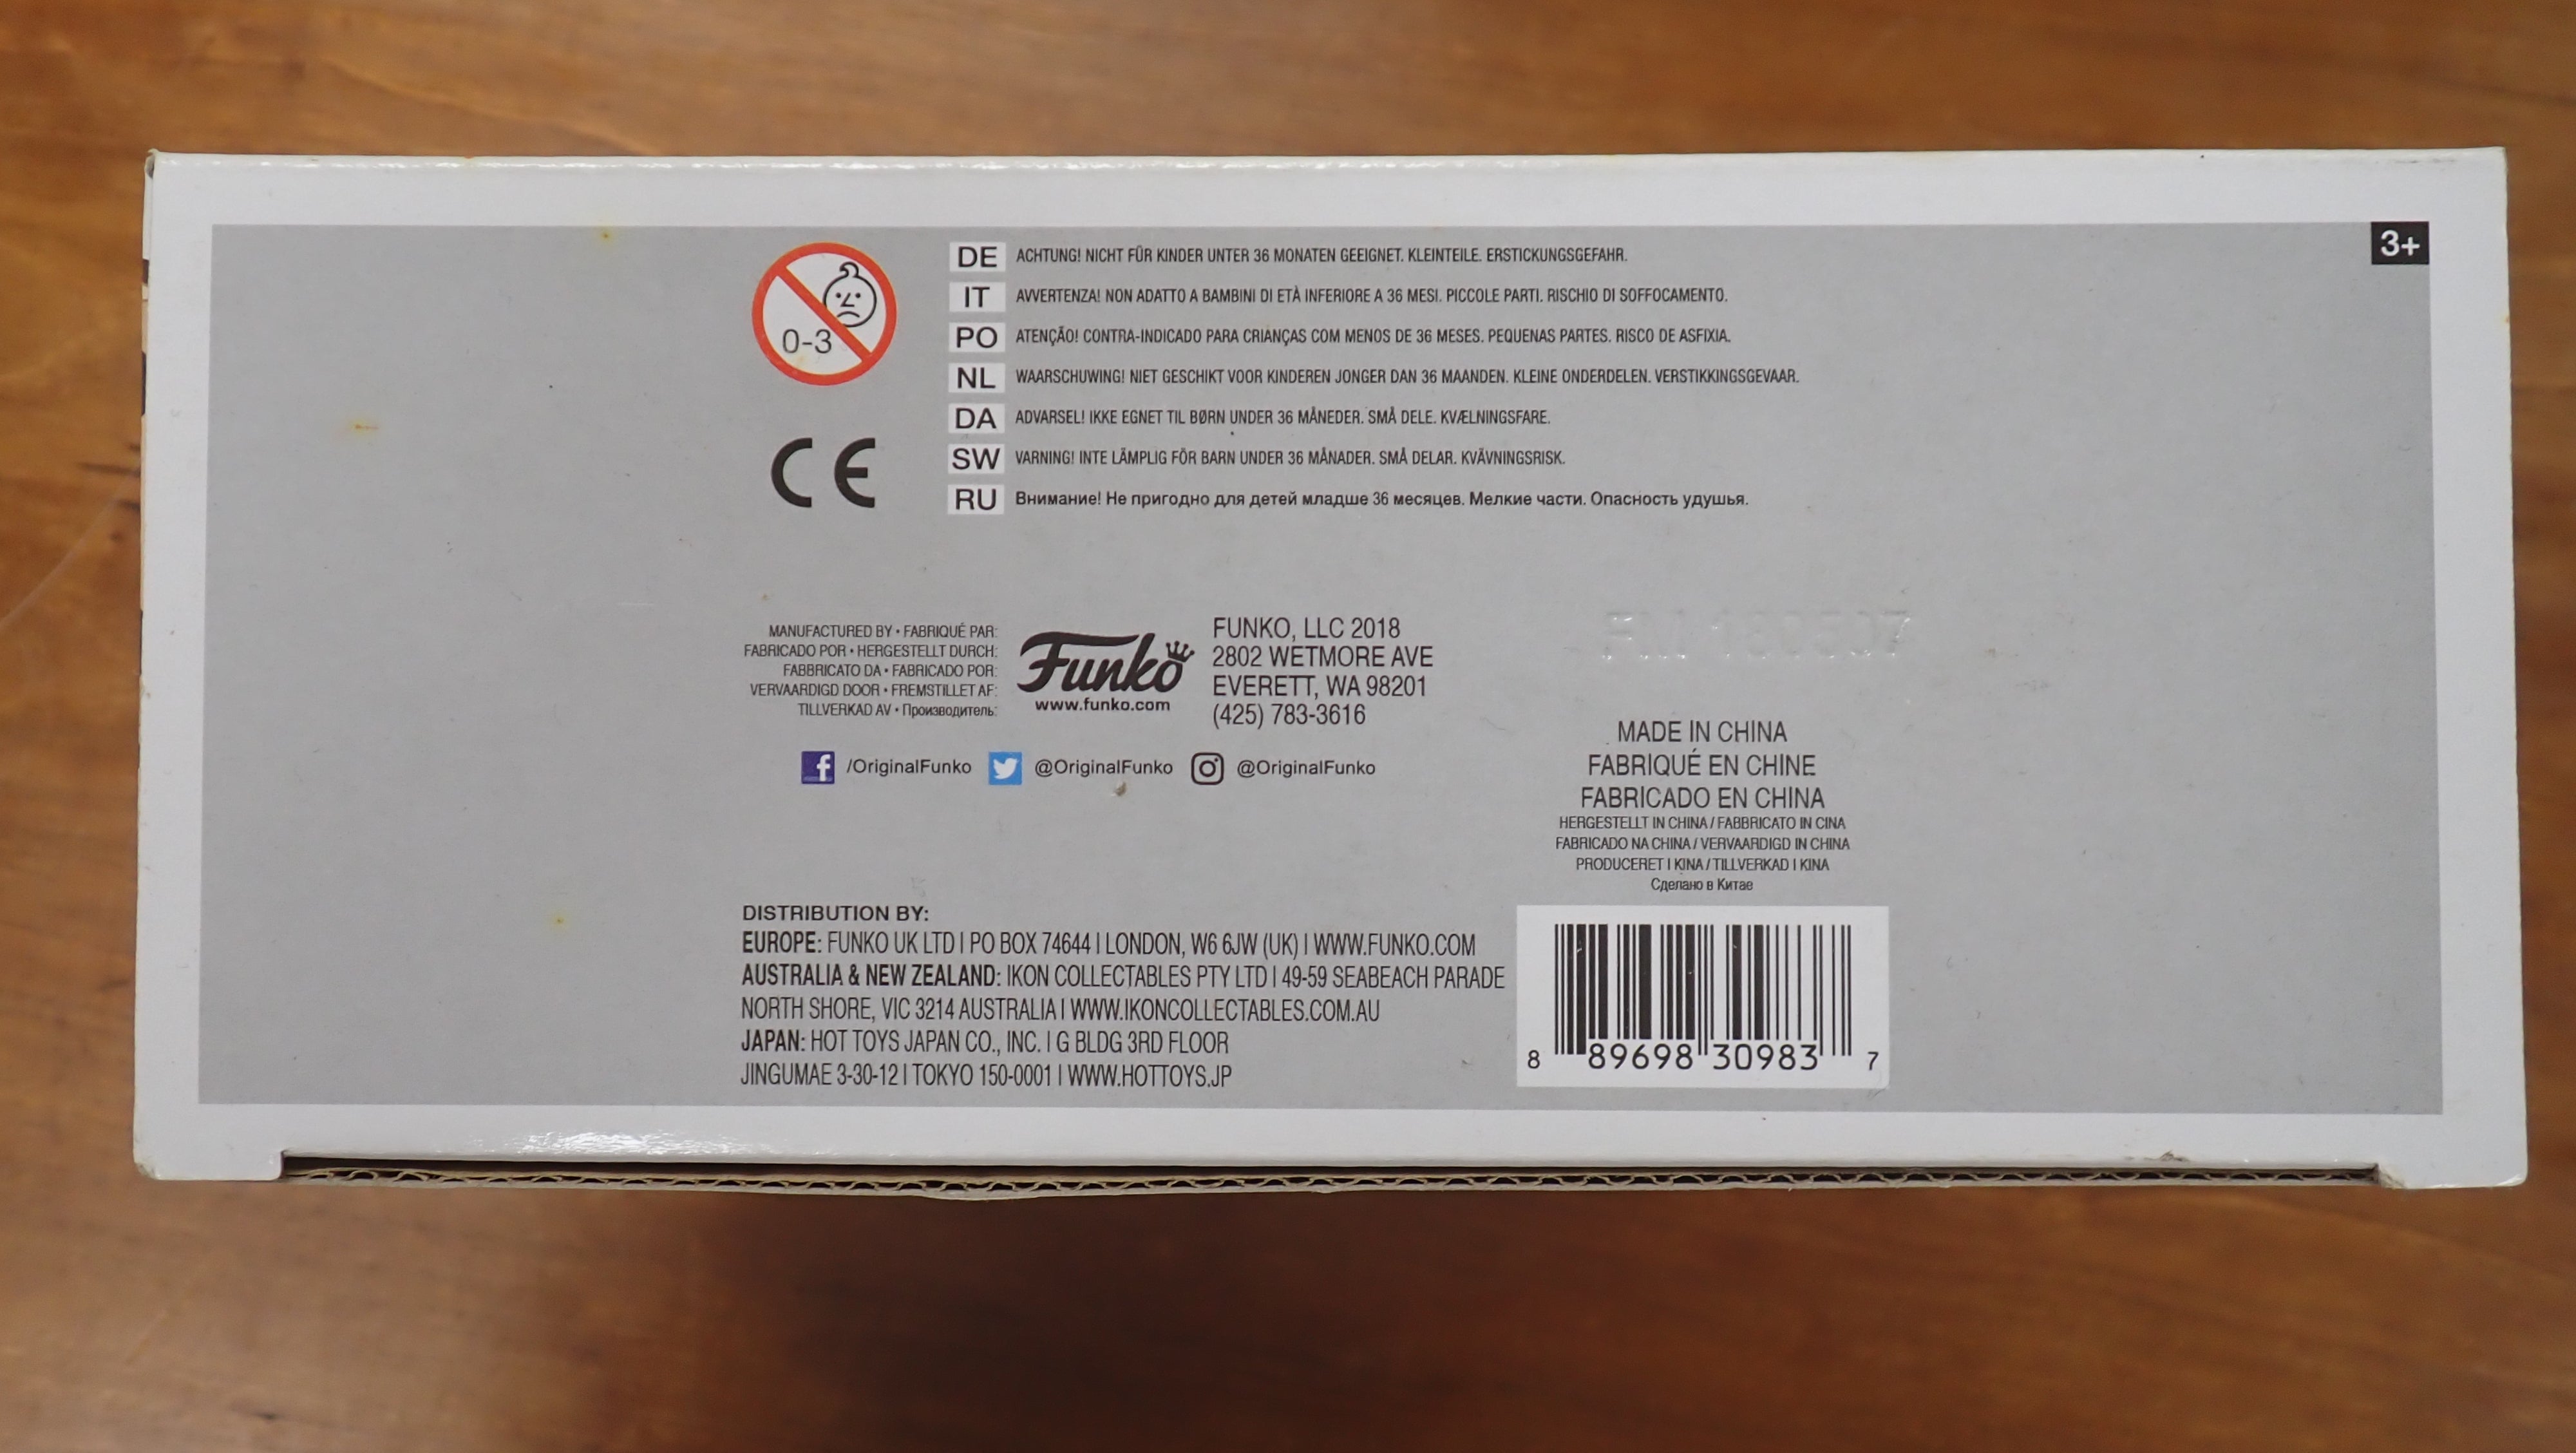 3+
0-3
DE ACHTUNG! NICHT FÜR KINDER UNTER 36 MONATEN GEEIGNET. KLEINTEILE. ERSTICKUNGSGEFAHR.
IT AVVERTENZA! NON ADATTO A BAMBINI DI ETÀ INFERIORE A 36 MESI. PICCOLE PARTI. RISCHIO DI SOFFOCAMENTO.
PO ATENÇÃO! CONTRA-INDICADO PARA CRIANÇAS COM MENOS DE 36 MESES. PEQUENAS PARTES. RISCO DE ASFIXIA.
NL WAARSCHUWING! NIET GESCHIKT VOOR KINDEREN JONGER DAN 36 MAANDEN. KLEINE ONDERDELEN. VERSTIKKINGSGEVAAR.
DA ADVARSEL! IKKE EGNET TIL BØRN UNDER 36 MÅNEDER. SMÅ DELE. KVÆLNINGSFARE.
SW VARNING! INTE LÄMPLIG FÖR BARN UNDER 36 MÅNADER. SMÅ DELAR. KVÄVNINGSRISK.
RU Внимание! Не пригодно для детей младше 36 месяцев. Мелкие части. Опасность удушья.
CE
MANUFACTURED BY • FABRIQUÉ PAR:
FABRICADO POR • HERGESTELLT DURCH:
FABBRICATO DA • FABRICADO POR:
VERVAARDIGD DOOR • FREMSTILLET AF:
TILLVERKAD AV • Производитель:
Funko
www.funko.com
FUNKO, LLC 2018
2802 WETMORE AVE
EVERETT, WA 98201
(425) 783-3616
/OriginalFunko @OriginalFunko @OriginalFunko
MADE IN CHINA
FABRIQUÉ EN CHINE
FABRICADO EN CHINA
HERGESTELLT IN CHINA / FABBRICATO IN CINA
FABRICADO NA CHINA / VERVAARDIGD IN CHINA
PRODUCERET I KINA / TILLVERKAD I KINA
Сделано в Китае
DISTRIBUTION BY:
EUROPE: FUNKO UK LTD | PO BOX 74644 | LONDON, W6 6JW (UK) | WWW.FUNKO.COM
AUSTRALIA & NEW ZEALAND: IKON COLLECTABLES PTY LTD | 49-59 SEABEACH PARADE
NORTH SHORE, VIC 3214 AUSTRALIA | WWW.IKONCOLLECTABLES.COM.AU
JAPAN: HOT TOYS JAPAN CO., INC. | G BLDG 3RD FLOOR
JINGUMAE 3-30-12 | TOKYO 150-0001 | WWW.HOTTOYS.JP
8 89698 30983 7